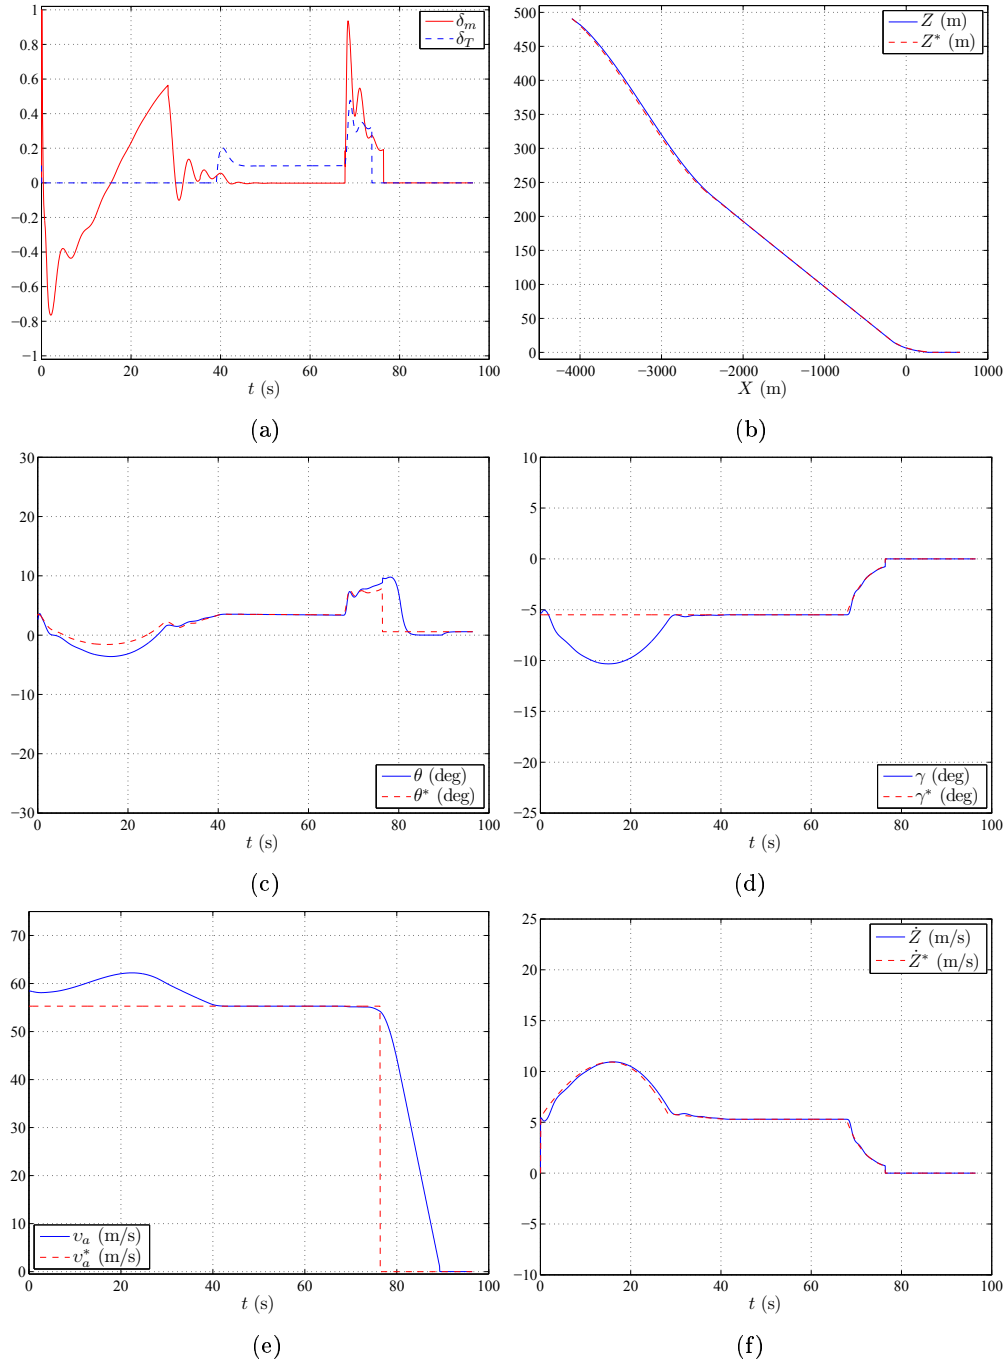 1
0.8
0.6
0.4
0.2
0
−0.2
−0.4
−0.6
−0.8
−1
0 20 40 60 80 100
t (s)
δm
δT
(a)
500
450
400
350
300
250
200
150
100
50
0
−4000 −3000 −2000 −1000 0 1000
X (m)
Z (m)
Z* (m)
(b)
30
20
10
0
−10
−20
−30
0 20 40 60 80 100
t (s)
θ (deg)
θ* (deg)
(c)
10
5
0
−5
−10
−15
−20
−25
0 20 40 60 80 100
t (s)
γ (deg)
γ* (deg)
(d)
70
60
50
40
30
20
10
0
0 20 40 60 80 100
t (s)
va (m/s)
va* (m/s)
(e)
25
20
15
10
5
0
−5
−10
0 20 40 60 80 100
t (s)
Ż (m/s)
Ż* (m/s)
(f)